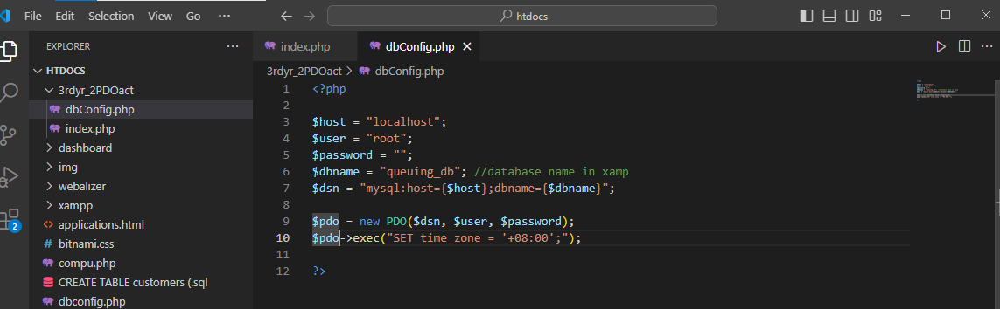 File Edit Selection View Go ··· htdocs
EXPLORER ···
HTDOCS
3rdyr_2PDOact
dbConfig.php
index.php
dashboard
img
webalizer
xampp
applications.html
bitnami.css
compu.php
CREATE TABLE customers (.sql
dbconfig.php
2
index.php dbConfig.php
3rdyr_2PDOact > dbConfig.php
1 <?php
2
3 $host = "localhost";
4 $user = "root";
5 $password = "";
6 $dbname = "queuing_db"; //database name in xamp
7 $dsn = "mysql:host={$host};dbname={$dbname}";
8
9 $pdo = new PDO($dsn, $user, $password);
10 $pdo->exec("SET time_zone = '+08:00';");
11
12 ?>